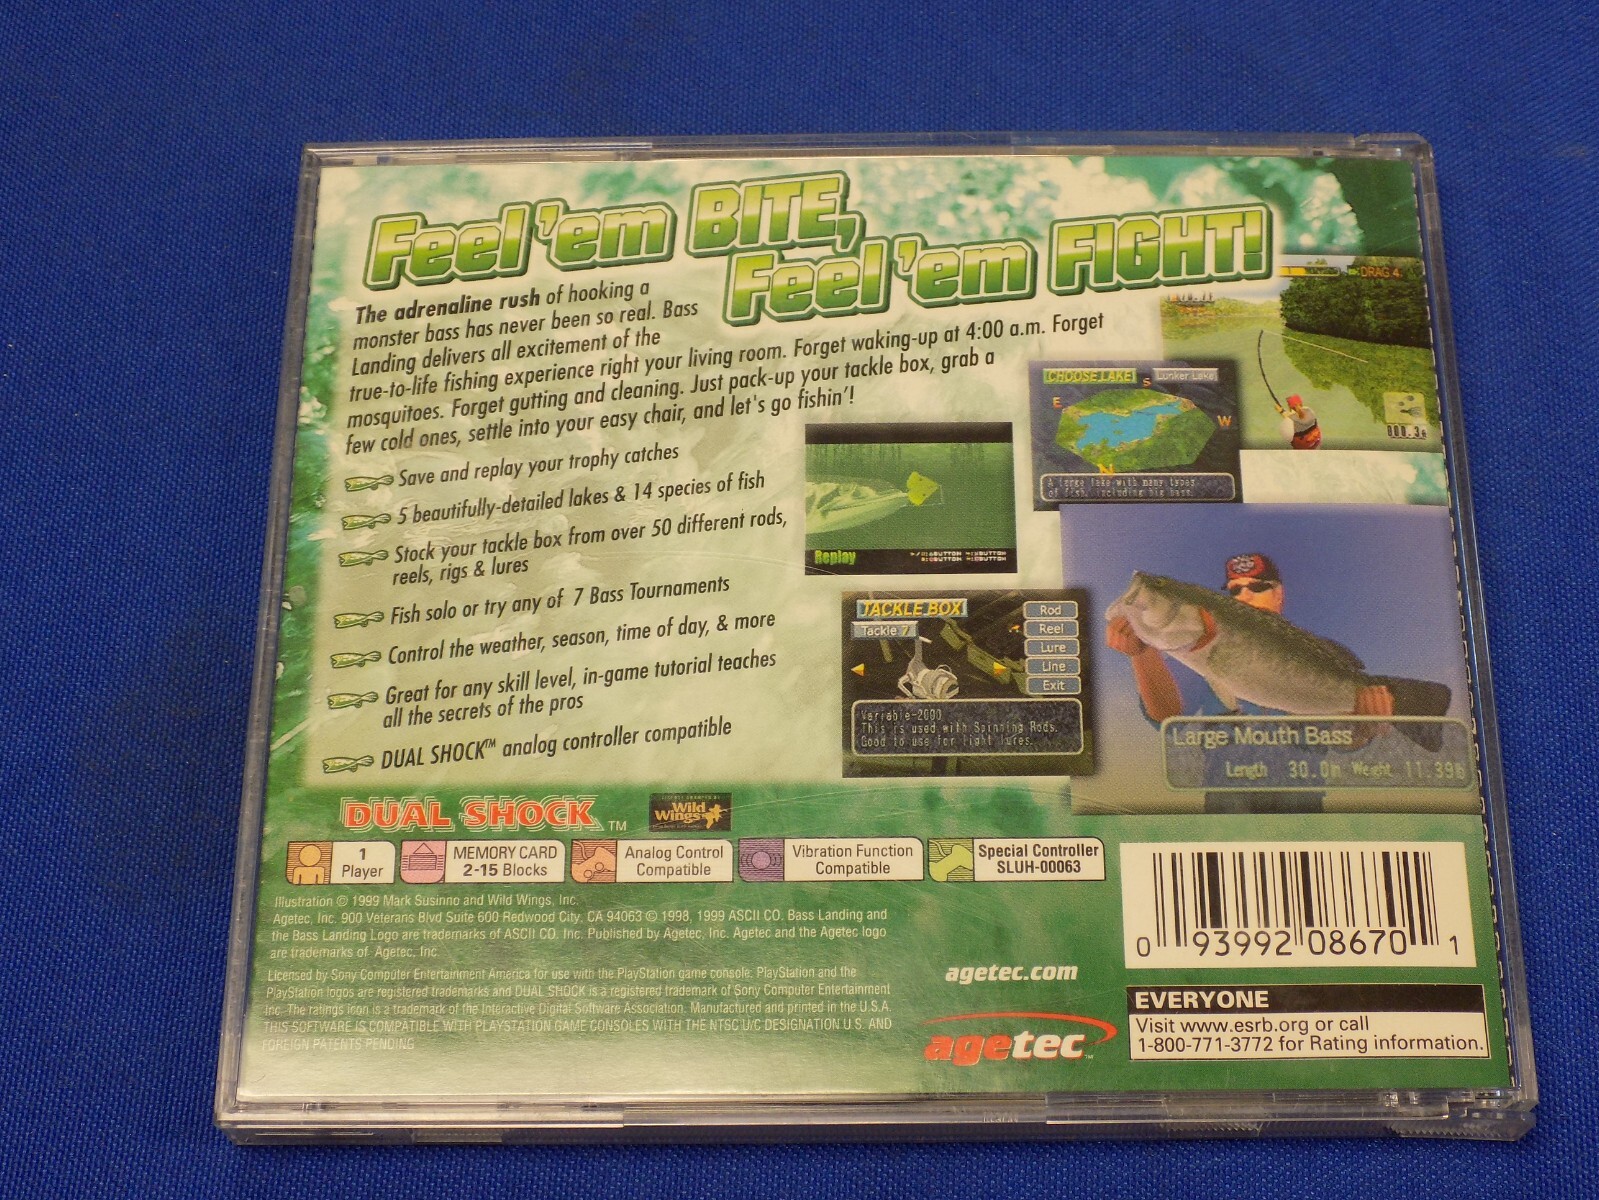 Feel 'em BITE,
Feel 'em FIGHT!
The adrenaline rush of hooking a
monster bass has never been so real. Bass
Landing delivers all excitement of the
true-to-life fishing experience right your living room. Forget waking-up at 4:00 a.m. Forget
mosquitoes. Forget gutting and cleaning. Just pack-up your tackle box, grab a
few cold ones, settle into your easy chair, and let's go fishin'!
Save and replay your trophy catches
5 beautifully-detailed lakes & 14 species of fish
Stock your tackle box from over 50 different rods,
reels, rigs & lures
Fish solo or try any of 7 Bass Tournaments
Control the weather, season, time of day, & more
Great for any skill level, in-game tutorial teaches
all the secrets of the pros
DUAL SHOCK™ analog controller compatible
DRAG.4
000.3
CHOOSE LAKE
Lunker Lake
S
E
W
N
A large lake with many types
of fish, including big bass.
Replay
TACKLE BOX
Tackle 7
Rod
Reel
Lure
Line
Exit
Variable-2000
This is used with Spinning Rods.
Good to use for light lures.
Large Mouth Bass
Length 30.0in Weight 11.39lb
DUAL SHOCK™
Wild
Wings
1
Player
MEMORY CARD
2-15 Blocks
Analog Control
Compatible
Vibration Function
Compatible
Special Controller
SLUH-00063
Illustration © 1999 Mark Susinno and Wild Wings, Inc.
Agetec, Inc. 900 Veterans Blvd Suite 600 Redwood City, CA 94063 © 1998, 1999 ASCII CO. Bass Landing and
the Bass Landing Logo are trademarks of ASCII CO. Inc. Published by Agetec, Inc. Agetec and the Agetec logo
are trademarks of Agetec, Inc.
Licensed by Sony Computer Entertainment America for use with the PlayStation game console. PlayStation and the
PlayStation logos are registered trademarks and DUAL SHOCK is a registered trademark of Sony Computer Entertainment
Inc. The ratings icon is a trademark of the Interactive Digital Software Association. Manufactured and printed in the U.S.A.
THIS SOFTWARE IS COMPATIBLE WITH PLAYSTATION GAME CONSOLES WITH THE NTSC U/C DESIGNATION U.S. AND
FOREIGN PATENTS PENDING
agetec.com
agetec™
0 93992 08670 1
EVERYONE
Visit www.esrb.org or call
1-800-771-3772 for Rating information.